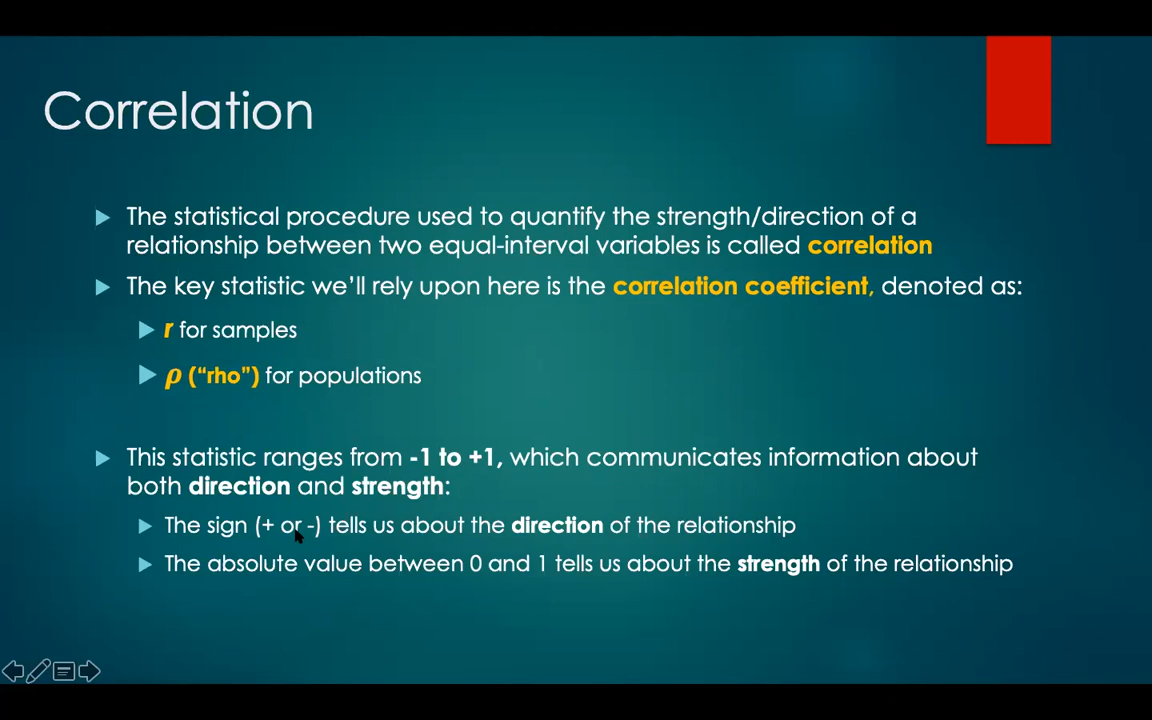 Correlation
The statistical procedure used to quantify the strength/direction of a
relationship between two equal-interval variables is called correlation
The key statistic we’ll rely upon here is the correlation coefficient, denoted as:
r for samples
ρ (“rho”) for populations
This statistic ranges from -1 to +1, which communicates information about
both direction and strength:
The sign (+ or -) tells us about the direction of the relationship
The absolute value between 0 and 1 tells us about the strength of the relationship